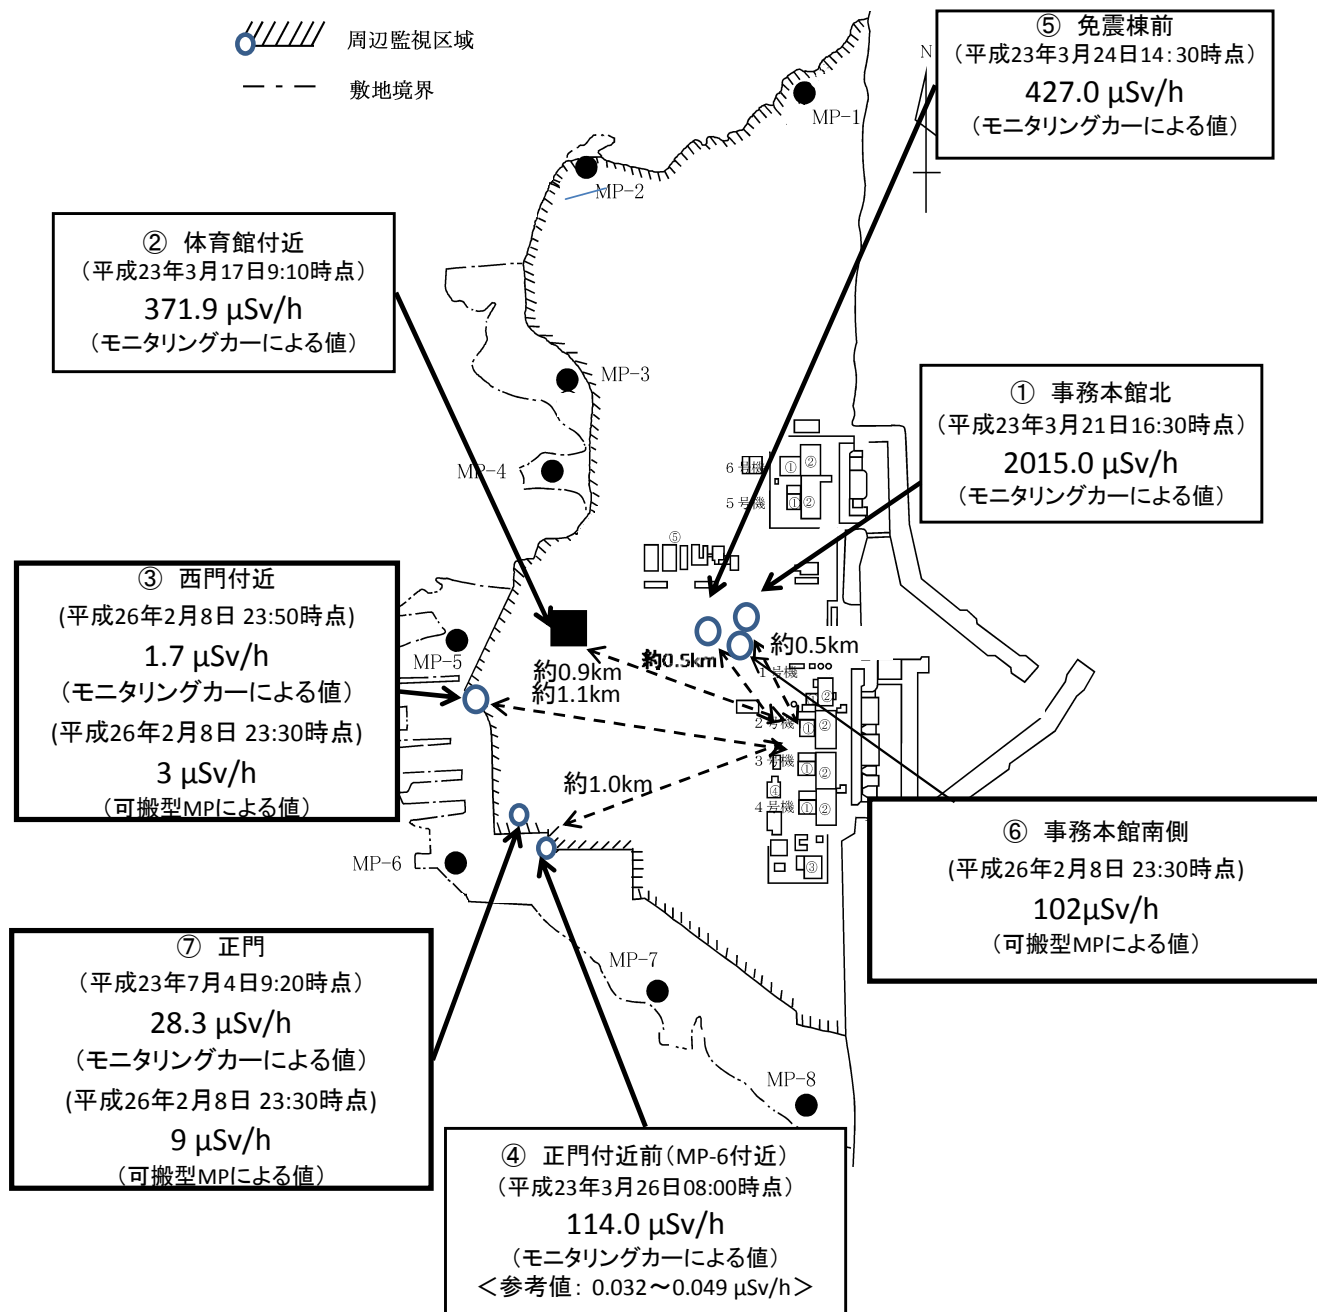 周辺監視区域
敷地境界
⑤ 免震棟前
(平成23年3月24日14:30時点)
427.0 μSv/h
(モニタリングカーによる値)
N
MP-1
MP-2
② 体育館付近
(平成23年3月17日9:10時点)
371.9 μSv/h
(モニタリングカーによる値)
MP-3
① 事務本館北
(平成23年3月21日16:30時点)
2015.0 μSv/h
(モニタリングカーによる値)
MP-4
6号機
① ②
5号機
① ②
⑤
③ 西門付近
(平成26年2月8日 23:50時点)
1.7 μSv/h
(モニタリングカーによる値)
(平成26年2月8日 23:30時点)
3 μSv/h
(可搬型MPによる値)
MP-5
約0.9km
約1.1km
約0.5km
約0.5km
1号機
②
2号機
① ②
3号機
① ②
約1.0km
④
4号機
① ②
③
MP-6
⑥ 事務本館南側
(平成26年2月8日 23:30時点)
102μSv/h
(可搬型MPによる値)
⑦ 正門
(平成23年7月4日9:20時点)
28.3 μSv/h
(モニタリングカーによる値)
(平成26年2月8日 23:30時点)
9 μSv/h
(可搬型MPによる値)
MP-7
MP-8
④ 正門付近前(MP-6付近)
(平成23年3月26日08:00時点)
114.0 μSv/h
(モニタリングカーによる値)
<参考値: 0.032～0.049 μSv/h>